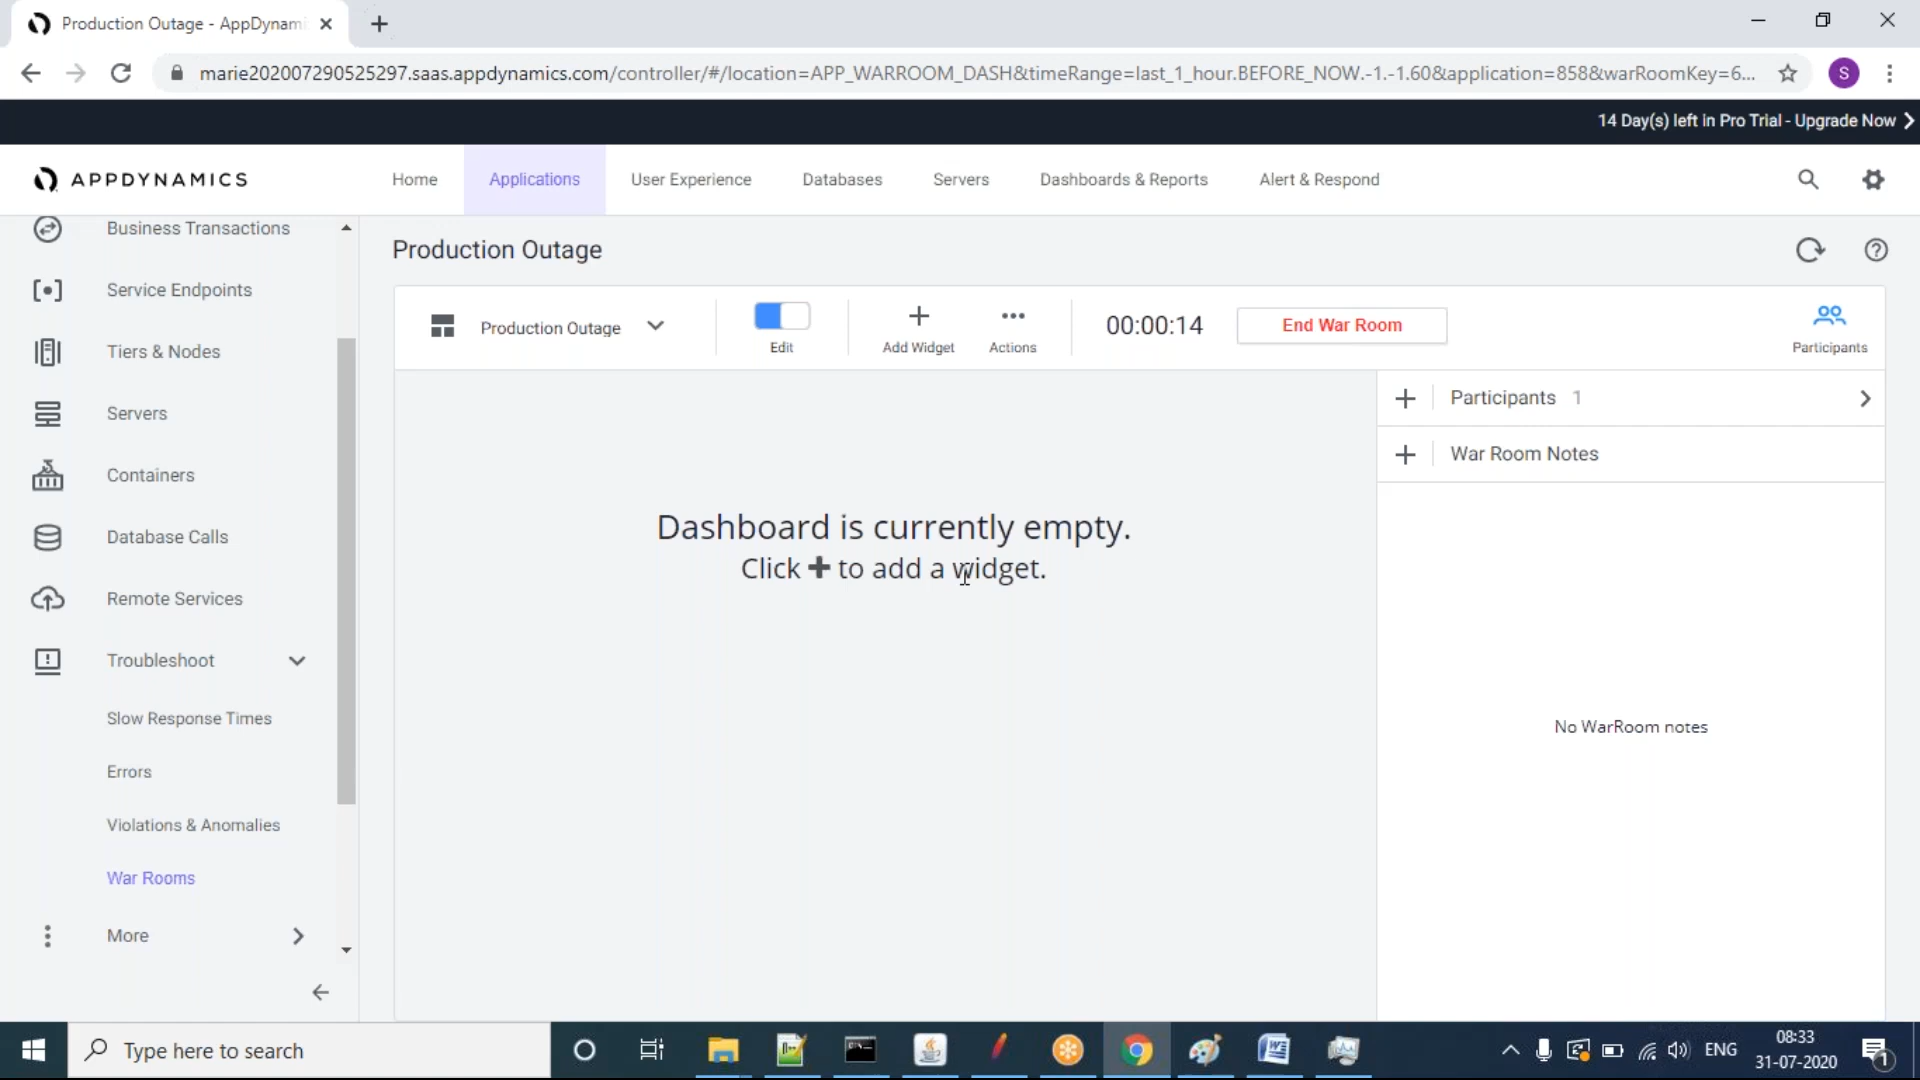 Production Outage - AppDynami
marie202007290525297.saas.appdynamics.com/controller/#/location=APP_WARROOM_DASH&timeRange=last_1_hour.BEFORE_NOW.-1.-1.60&application=858&warRoomKey=6...
S
14 Day(s) left in Pro Trial - Upgrade Now
APPDYNAMICS
Home
Applications
User Experience
Databases
Servers
Dashboards & Reports
Alert & Respond
Business Transactions
Service Endpoints
Tiers & Nodes
Servers
Containers
Database Calls
Remote Services
Troubleshoot
Slow Response Times
Errors
Violations & Anomalies
War Rooms
More
Production Outage
Production Outage
Edit
Add Widget
Actions
00:00:14
End War Room
Participants
Dashboard is currently empty.
Click + to add a widget.
Participants 1
War Room Notes
No WarRoom notes
Type here to search
ENG
08:33
31-07-2020
1